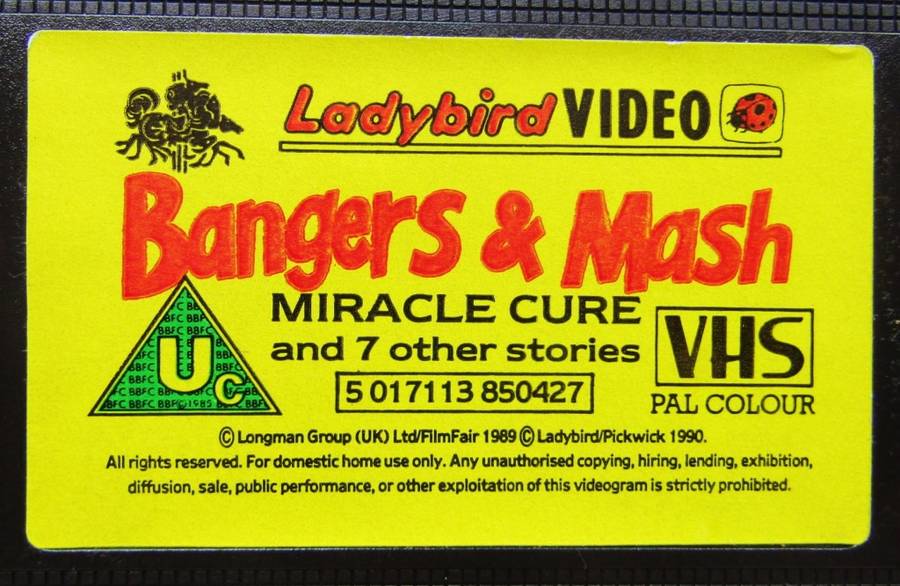 Ladybird VIDEO
Bangers & Mash
MIRACLE CURE
and 7 other stories
5 017113 850427
Uc
VHS
PAL COLOUR
© Longman Group (UK) Ltd/FilmFair 1989 © Ladybird/Pickwick 1990.
All rights reserved. For domestic home use only. Any unauthorised copying, hiring, lending, exhibition,
diffusion, sale, public performance, or other exploitation of this videogram is strictly prohibited.